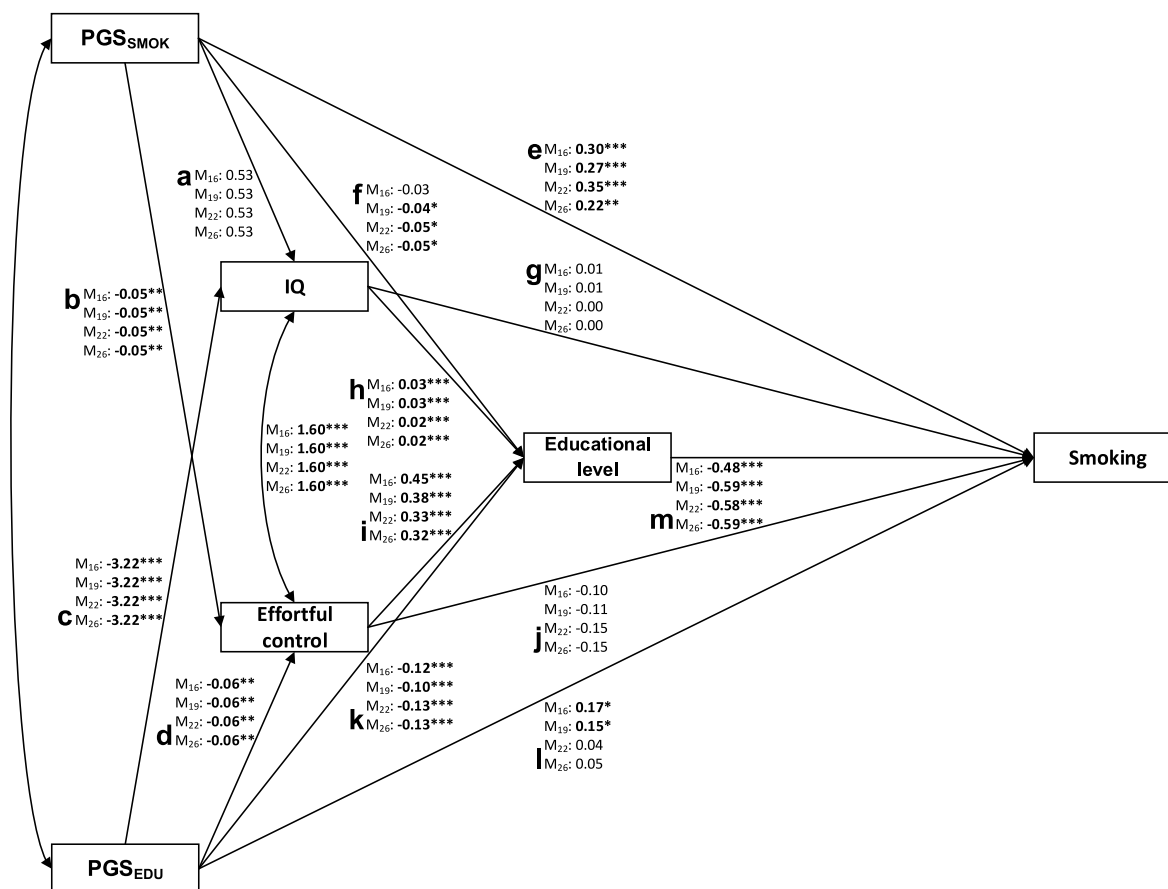 PGSSMOK
e M16: 0.30***
M19: 0.27***
M22: 0.35***
M26: 0.22**
a M16: 0.53
M19: 0.53
M22: 0.53
M26: 0.53
f M16: -0.03
M19: -0.04*
M22: -0.05*
M26: -0.05*
g M16: 0.01
M19: 0.01
M22: 0.00
M26: 0.00
IQ
b M16: -0.05**
M19: -0.05**
M22: -0.05**
M26: -0.05**
h M16: 0.03***
M19: 0.03***
M22: 0.02***
M26: 0.02***
M16: 1.60***
M19: 1.60***
M22: 1.60***
M26: 1.60***
Educational
level
Smoking
M16: 0.45***
M19: 0.38***
M22: 0.33***
i M26: 0.32***
M16: -0.48***
M19: -0.59***
M22: -0.58***
m M26: -0.59***
M16: -3.22***
M19: -3.22***
M22: -3.22***
c M26: -3.22***
Effortful
control
M16: -0.10
M19: -0.11
M22: -0.15
j M26: -0.15
M16: -0.06**
M19: -0.06**
M22: -0.06**
d M26: -0.06**
M16: -0.12***
M19: -0.10***
M22: -0.13***
k M26: -0.13***
M16: 0.17*
M19: 0.15*
M22: 0.04
l M26: 0.05
PGSEDU